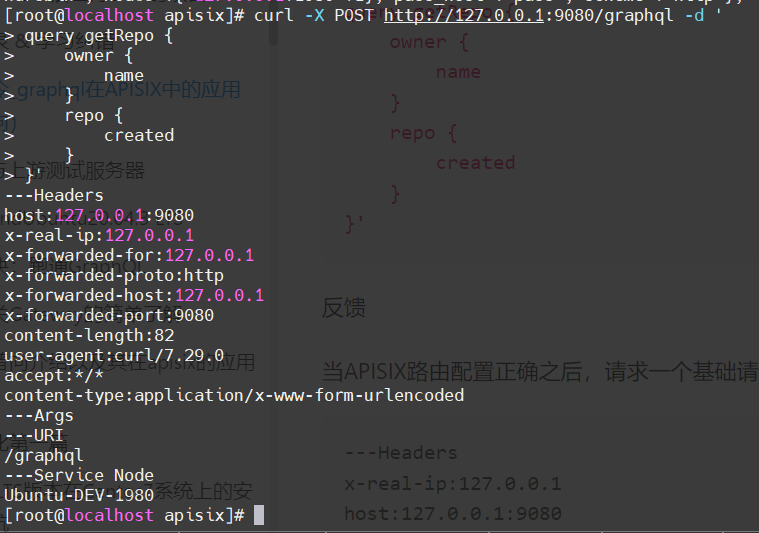 [root@localhost apisix]# curl -X POST http://127.0.0.1:9080/graphql -d '
> query getRepo {
>     owner {
>         name
>     }
>     repo {
>         created
>     }
> }'
---Headers
host:127.0.0.1:9080
x-real-ip:127.0.0.1
x-forwarded-for:127.0.0.1
x-forwarded-proto:http
x-forwarded-host:127.0.0.1
x-forwarded-port:9080
content-length:82
user-agent:curl/7.29.0
accept:*/*
content-type:application/x-www-form-urlencoded
---Args
---URI
/graphql
---Service Node
Ubuntu-DEV-1980
[root@localhost apisix]#
graphql在APISIX中的应用
上游测试服务器
owner {
name
}
repo {
created
}
}'
反馈
当APISIX路由配置正确之后，请求一个基础请
---Headers
x-real-ip:127.0.0.1
host:127.0.0.1:9080